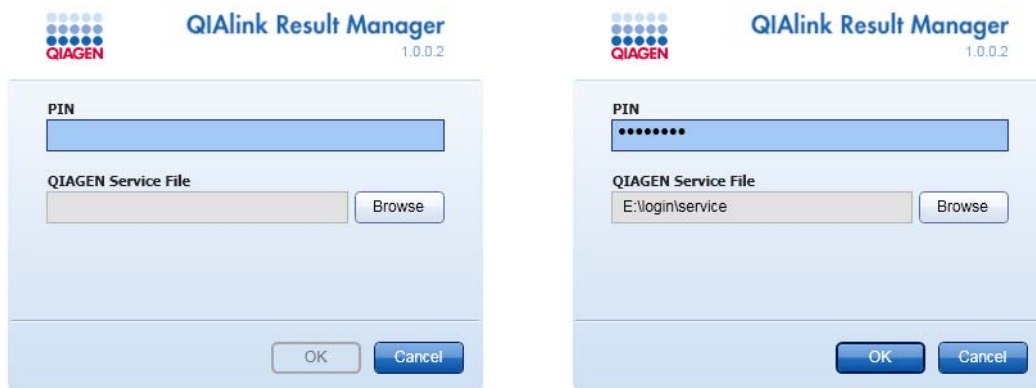 QIAlink Result Manager
1.0.0.2
QIAGEN
PIN
QIAGEN Service File
Browse
OK
Cancel
QIAlink Result Manager
1.0.0.2
QIAGEN
PIN
••••••••
QIAGEN Service File
E:\login\service
Browse
OK
Cancel